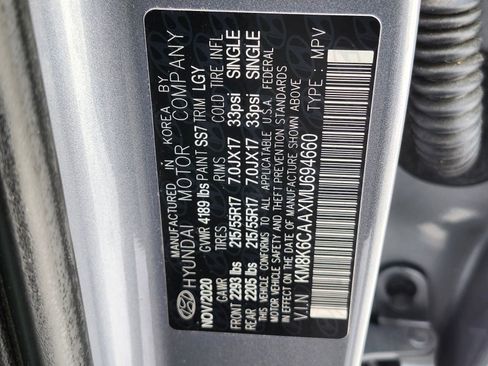 MANUFACTURED IN KOREA BY
HYUNDAI MOTOR COMPANY
NOV/2020 GVWR 4189 lbs PAINT SS7 TRIM LGY
GAWR TIRES RIMS COLD TIRE INFL
FRONT 2293 lbs 215/55R17 7.0JX17 33psi SINGLE
REAR 2205 lbs 215/55R17 7.0JX17 33psi SINGLE
THIS VEHICLE CONFORMS TO ALL APPLICABLE U.S.A. FEDERAL
MOTOR VEHICLE SAFETY AND THEFT PREVENTION STANDARDS IN
EFFECT ON THE DATE OF MANUFACTURE SHOWN ABOVE.
V.I.N : KM8K6CAAXMU694660 TYPE : MPV